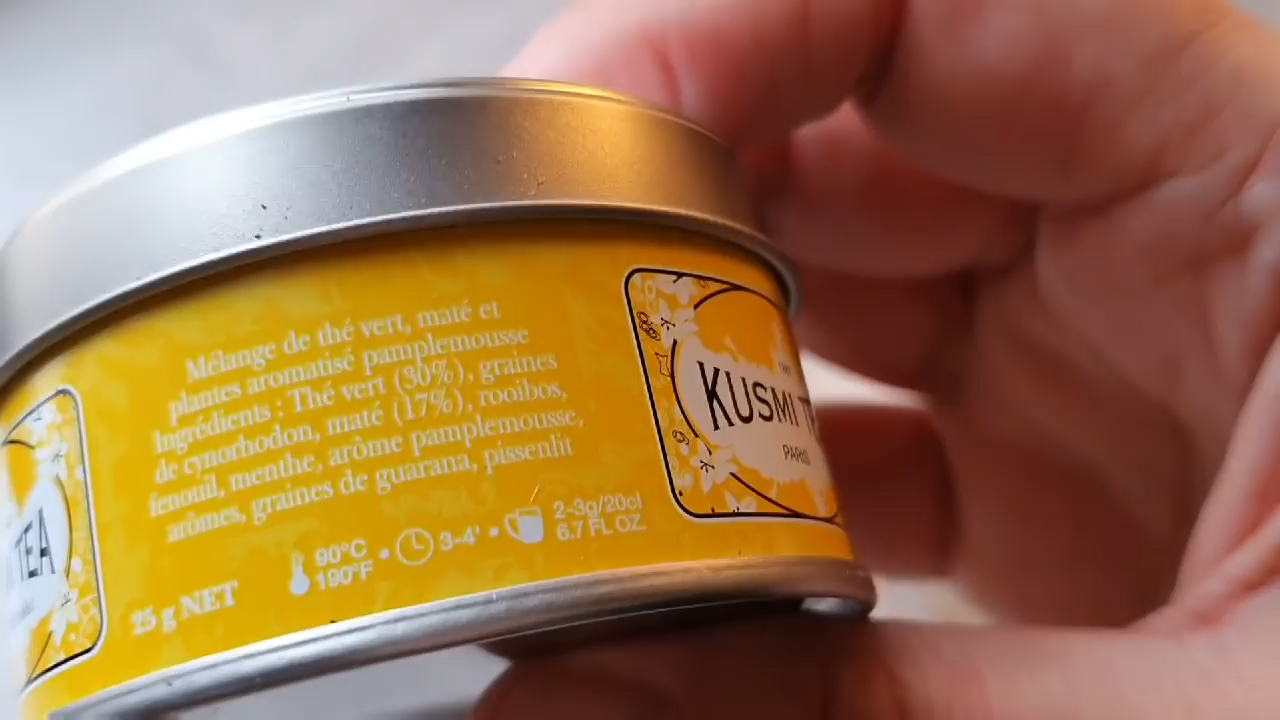 Mélange de thé vert, maté et
plantes aromatisé pamplemousse
Ingrédients : Thé vert (30%), graines
de cynorhodon, maté (17%), rooibos,
fenouil, menthe, arôme pamplemousse,
arômes, graines de guarana, pissenlit
25 g NET
90°C
190°F
3-4'
2-3g/20cl
6.7 FL OZ.
KUSMI
PARIS
TEA